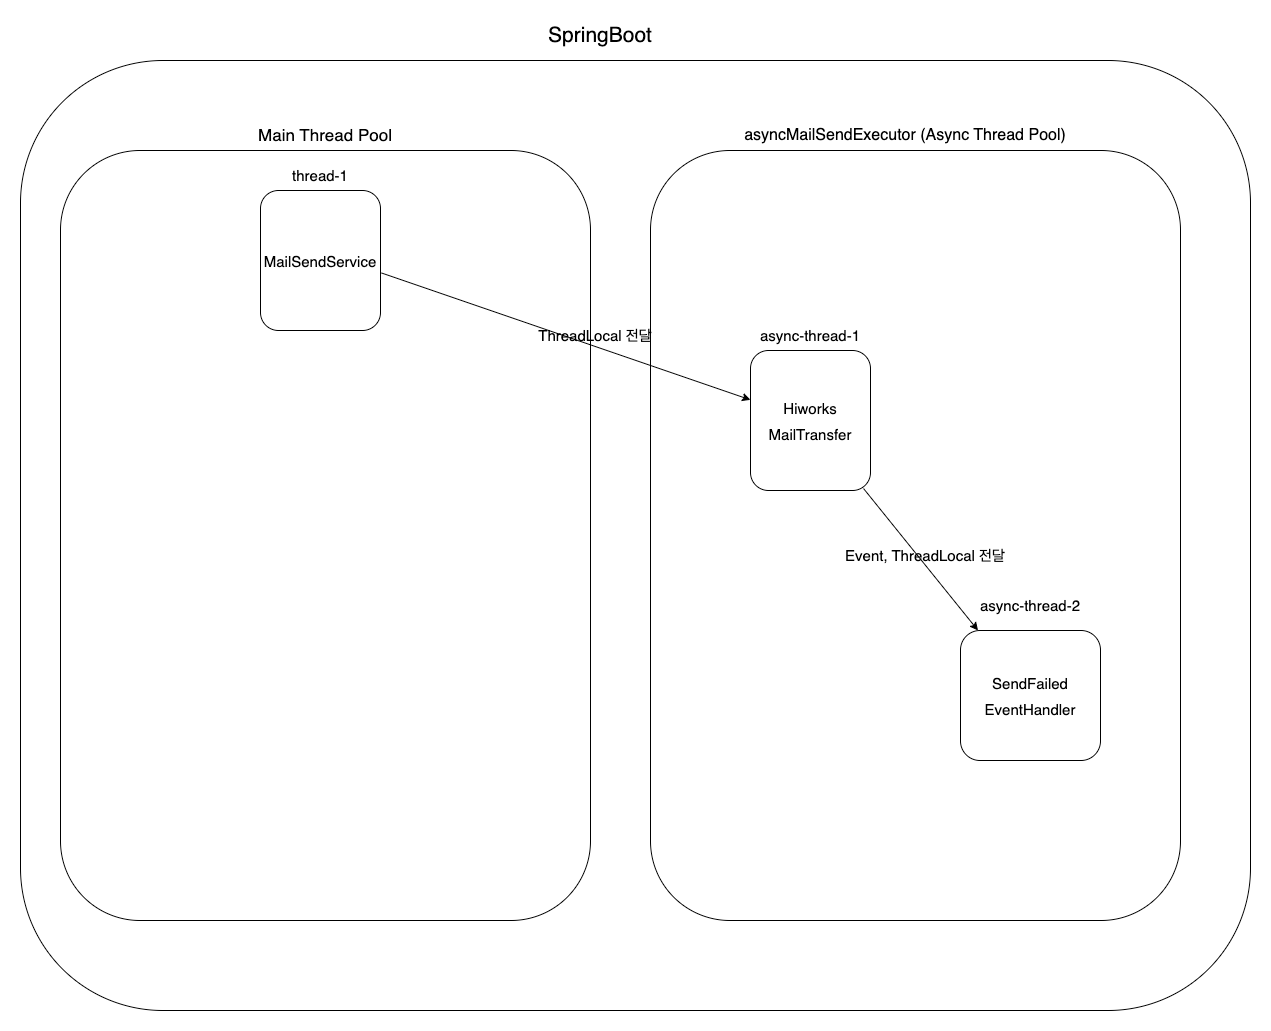 SpringBoot
Main Thread Pool
asyncMailSendExecutor (Async Thread Pool)
thread-1
MailSendService
ThreadLocal 전달
async-thread-1
Hiworks
MailTransfer
Event, ThreadLocal 전달
async-thread-2
SendFailed
EventHandler